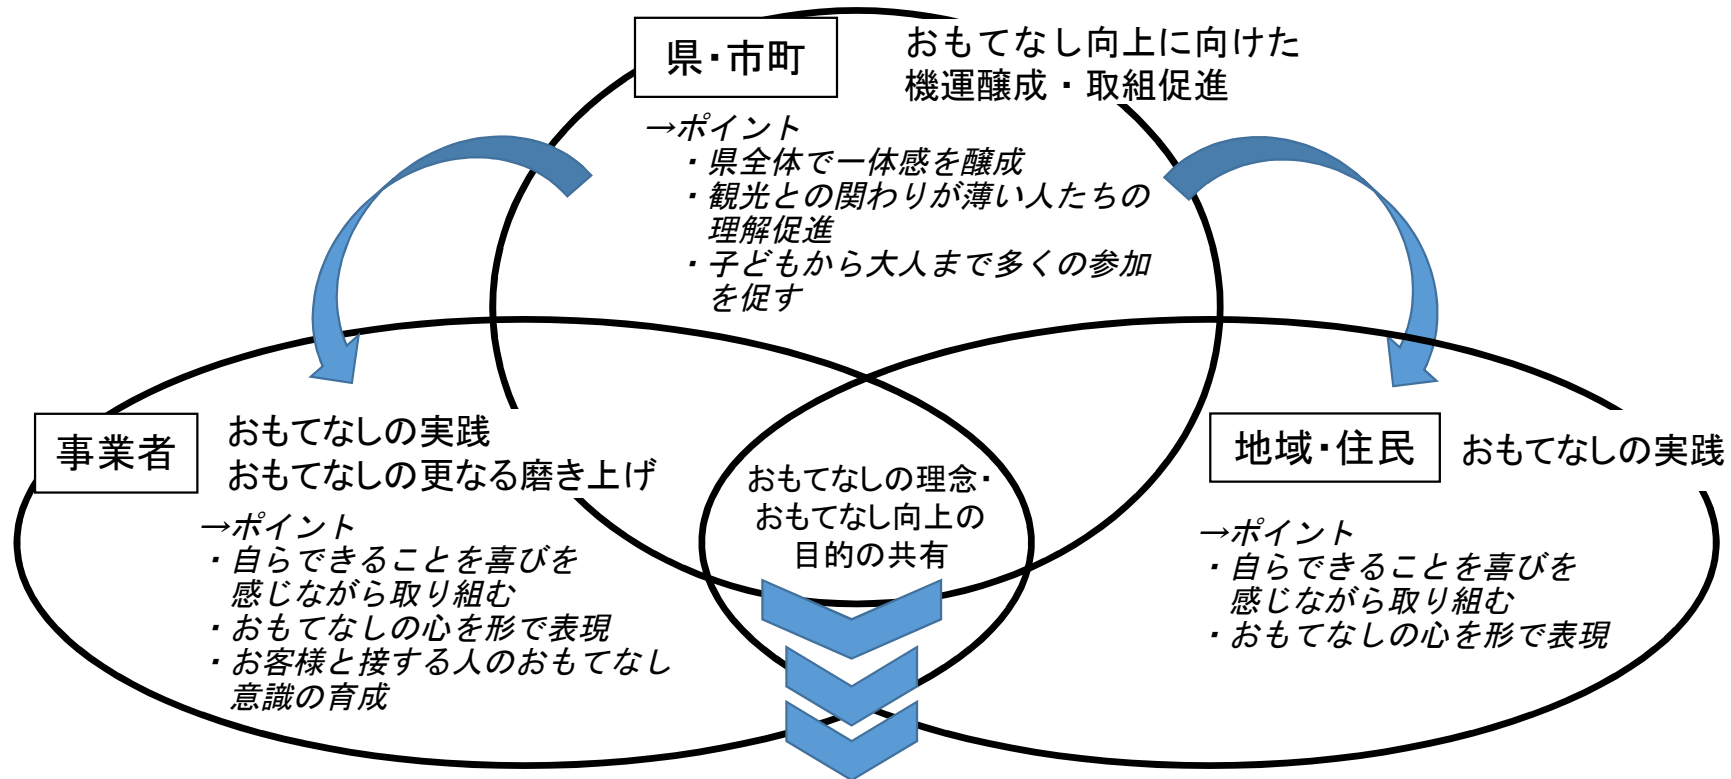 県・市町
おもてなし向上に向けた
機運醸成・取組促進
→ポイント
・県全体で一体感を醸成
・観光との関わりが薄い人たちの
理解促進
・子どもから大人まで多くの参加
を促す
事業者
おもてなしの実践
おもてなしの更なる磨き上げ
→ポイント
・自らできることを喜びを
感じながら取り組む
・おもてなしの心を形で表現
・お客様と接する人のおもてなし
意識の育成
おもてなしの理念・
おもてなし向上の
目的の共有
地域・住民
おもてなしの実践
→ポイント
・自らできることを喜びを
感じながら取り組む
・おもてなしの心を形で表現